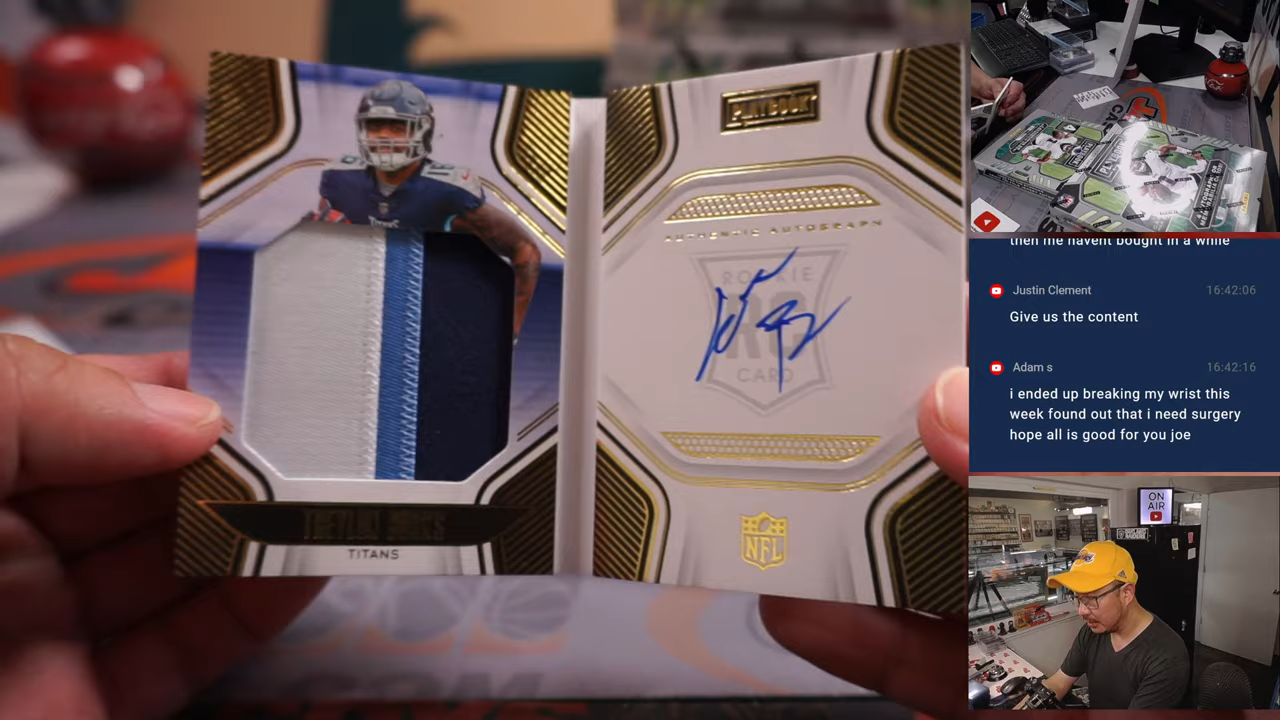 PLAYBOOK
AUTHENTIC AUTOGRAPH
ROOKIE
RC
CARD
TITANS
NFL
then me havent bought in a while
Justin Clement
16:42:06
Give us the content
Adam s
16:42:16
i ended up breaking my wrist this
week found out that i need surgery
hope all is good for you joe
ON
AIR